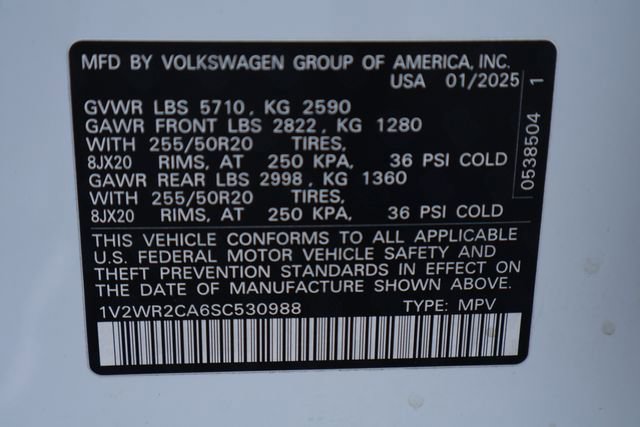 MFD BY VOLKSWAGEN GROUP OF AMERICA, INC.
USA 01/2025
GVWR LBS 5710, KG 2590
GAWR FRONT LBS 2822, KG 1280
WITH 255/50R20 TIRES,
8JX20 RIMS, AT 250 KPA, 36 PSI COLD
GAWR REAR LBS 2998, KG 1360
WITH 255/50R20 TIRES,
8JX20 RIMS, AT 250 KPA, 36 PSI COLD
THIS VEHICLE CONFORMS TO ALL APPLICABLE
U.S. FEDERAL MOTOR VEHICLE SAFETY AND
THEFT PREVENTION STANDARDS IN EFFECT ON
THE DATE OF MANUFACTURE SHOWN ABOVE.
1V2WR2CA6SC530988 TYPE: MPV
0538504 1